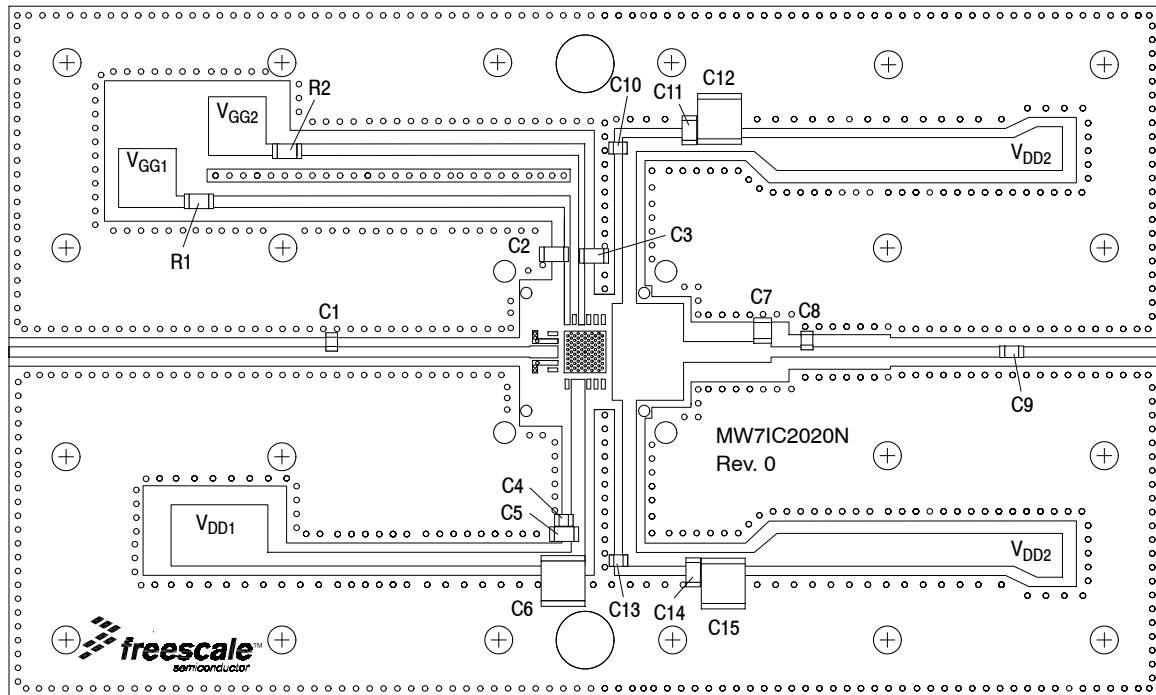 C12
C10
C11
R2
VGG2
VDD2
VGG1
R1
C2
C3
C1
C7
C8
C9
MW7IC2020N
Rev. 0
C4
C5
VDD1
VDD2
C6
C13
C14
C15
freescale™
semiconductor